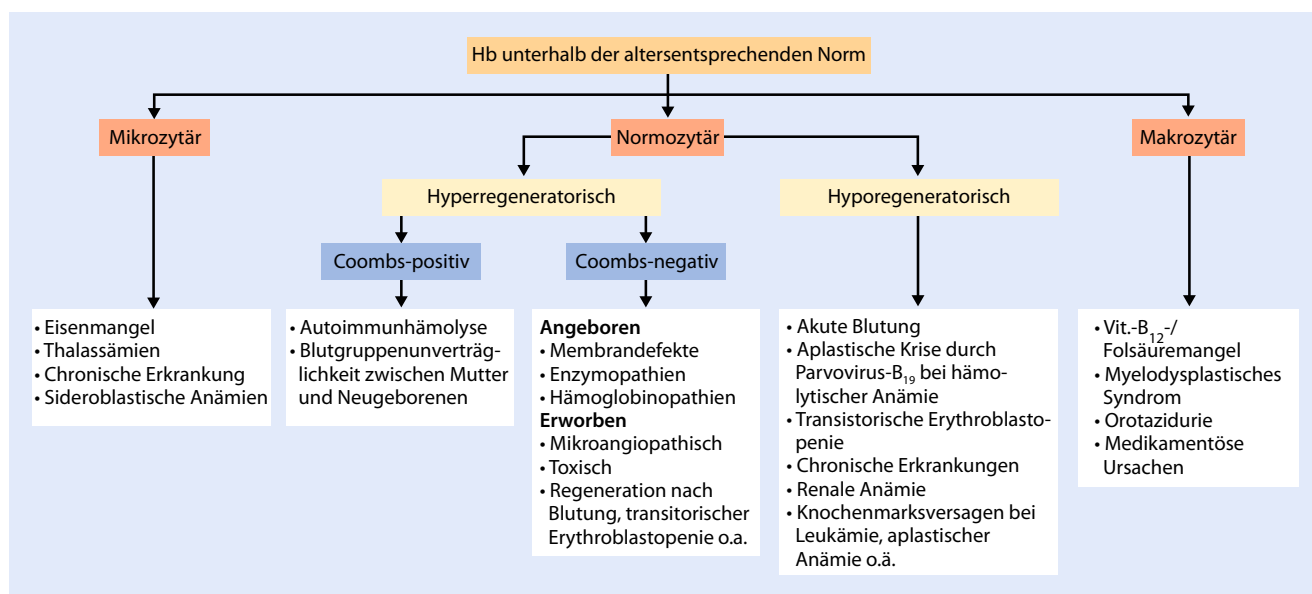 Hb unterhalb der altersentsprechenden Norm
Mikrozytär
Normozytär
Makrozytär
Hyperregeneratorisch
Hyporegeneratorisch
Coombs-positiv
Coombs-negativ
• Eisenmangel
• Thalassämien
• Chronische Erkrankung
• Sideroblastische Anämien
• Autoimmunhämolyse
• Blutgruppenunverträg-
lichkeit zwischen Mutter
und Neugeborenen
Angeboren
• Membrandefekte
• Enzymopathien
• Hämoglobinopathien
Erworben
• Mikroangiopathisch
• Toxisch
• Regeneration nach
Blutung, transitorischer
Erythroblastopenie o.a.
• Akute Blutung
• Aplastische Krise durch
Parvovirus-B₁₉ bei hämo-
lytischer Anämie
• Transistorische Erythroblasto-
penie
• Chronische Erkrankungen
• Renale Anämie
• Knochenmarksversagen bei
Leukämie, aplastischer
Anämie o.ä.
• Vit.-B₁₂-/
Folsäuremangel
• Myelodysplastisches
Syndrom
• Orotazidurie
• Medikamentöse
Ursachen